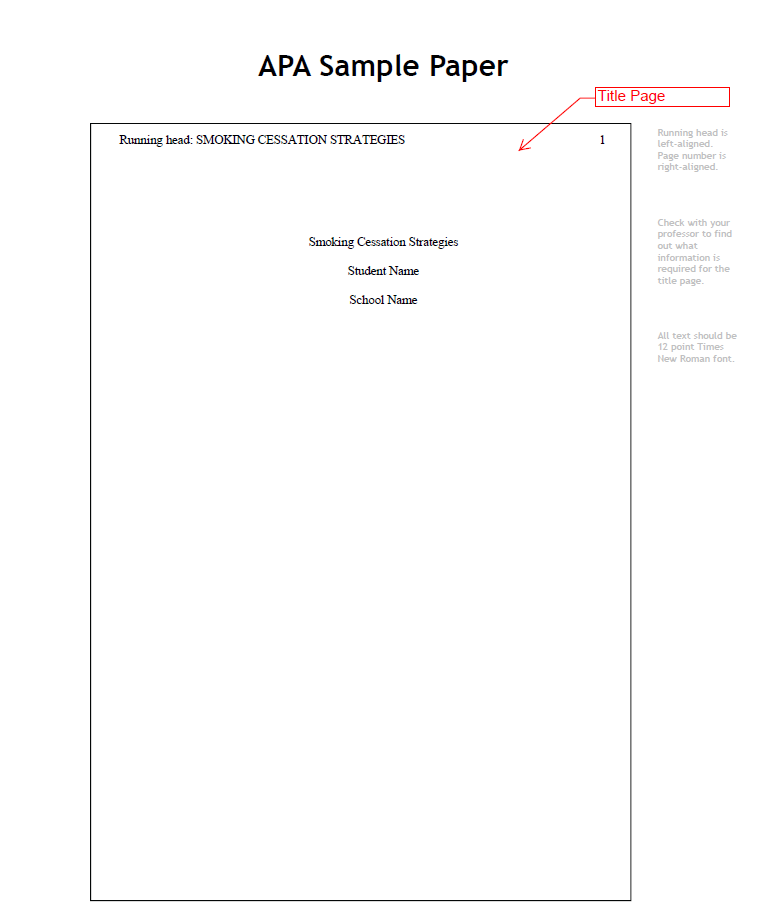 APA Sample Paper
Title Page
Running head: SMOKING CESSATION STRATEGIES 1
Running head is
left-aligned.
Page number is
right-aligned.
Smoking Cessation Strategies
Student Name
School Name
Check with your
professor to find
out what
information is
required for the
title page.
All text should be
12 point Times
New Roman font.